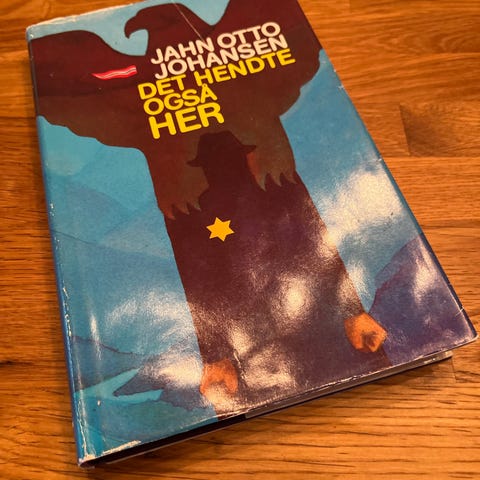 JAHN OTTO
JOHANSEN
DET HENDTE
OGSÅ
HER